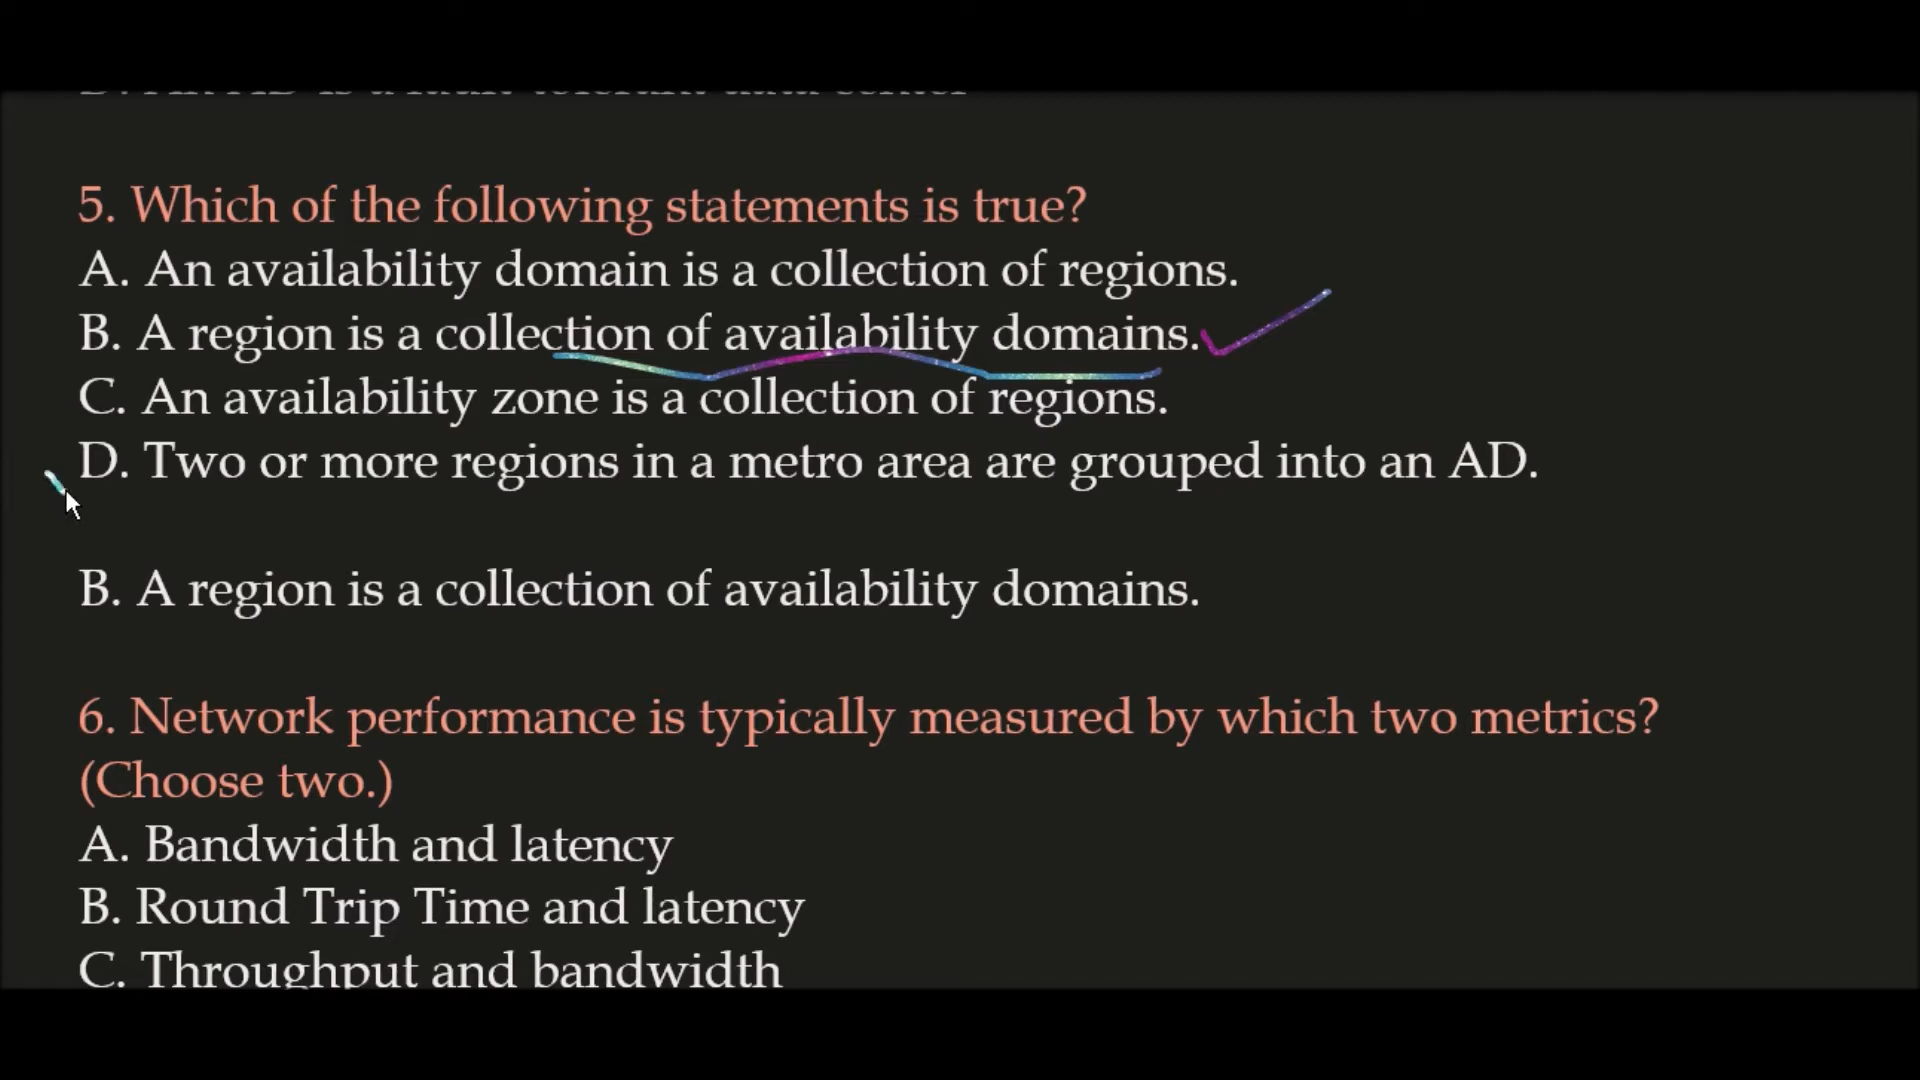 5. Which of the following statements is true?
A. An availability domain is a collection of regions.
B. A region is a collection of availability domains.
C. An availability zone is a collection of regions.
D. Two or more regions in a metro area are grouped into an AD.
B. A region is a collection of availability domains.
6. Network performance is typically measured by which two metrics?
(Choose two.)
A. Bandwidth and latency
B. Round Trip Time and latency
C. Throughput and bandwidth